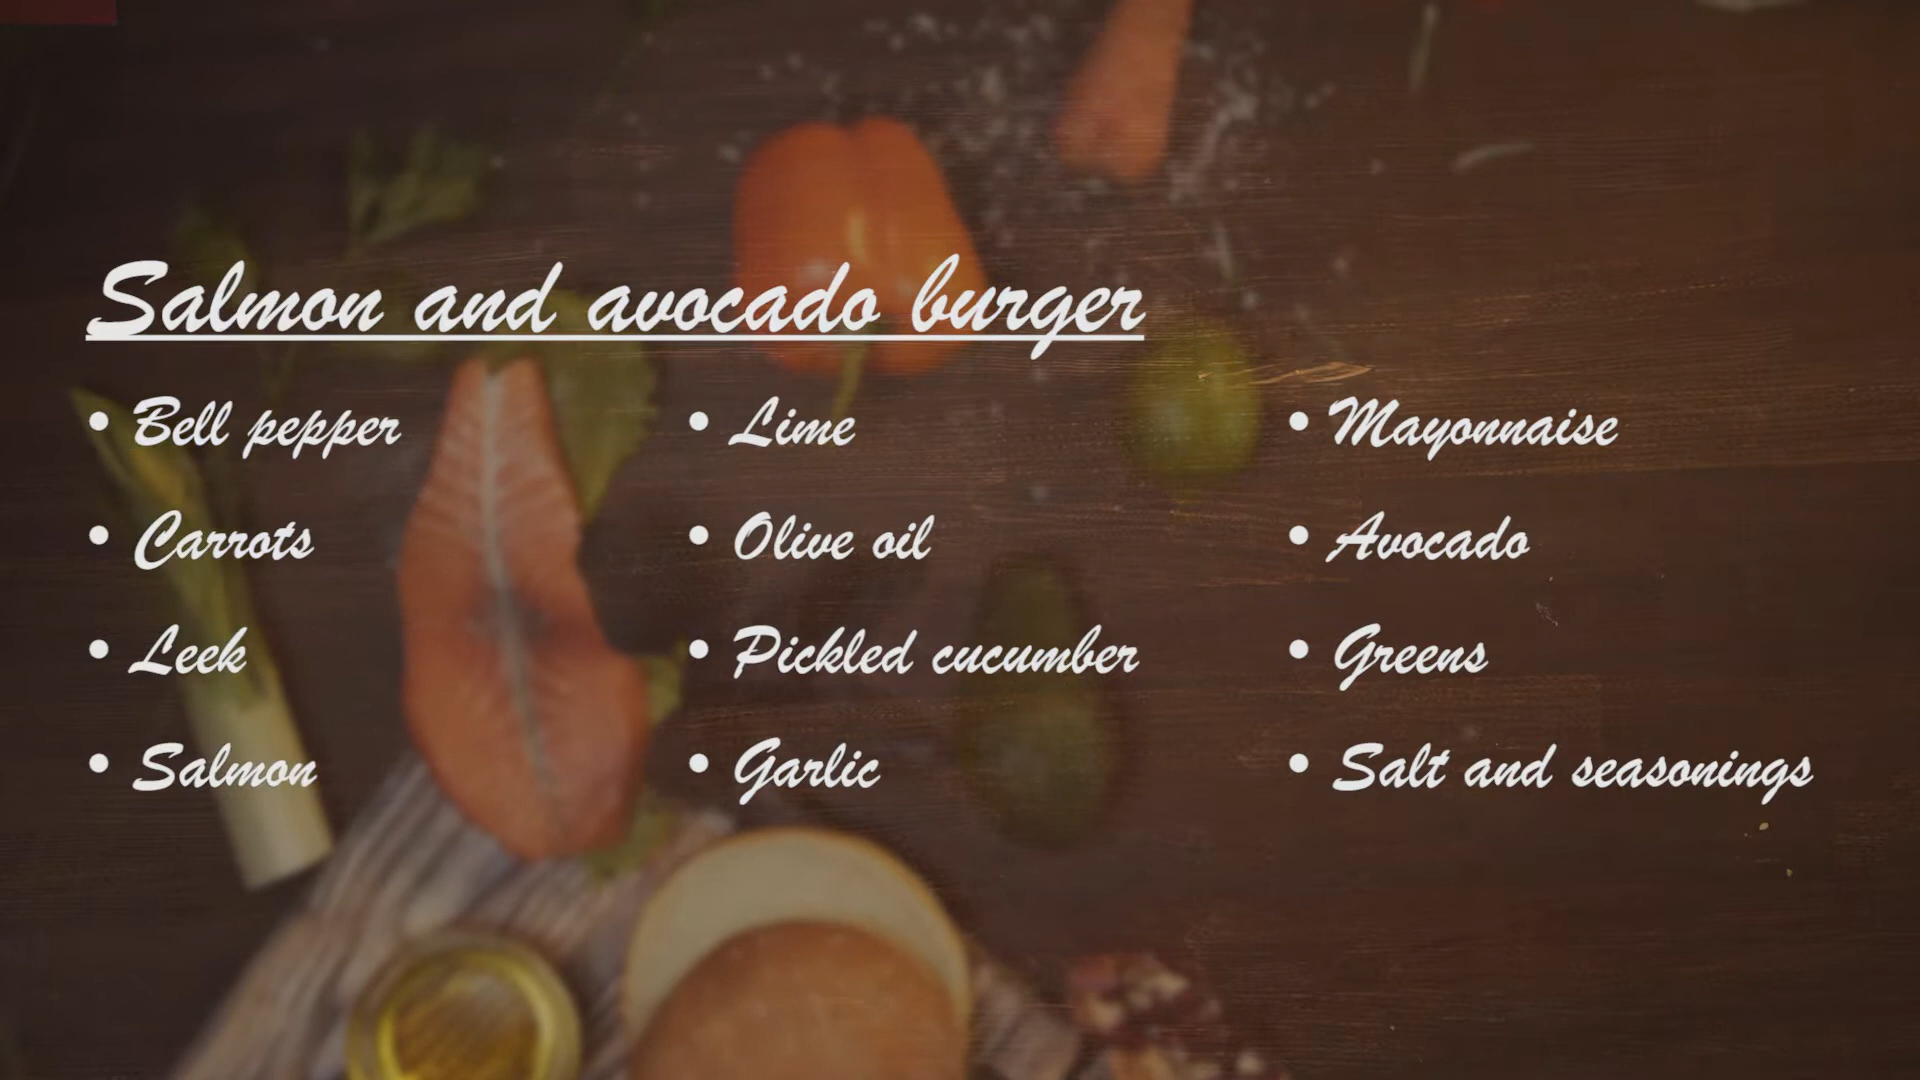 Salmon and avocado burger
• Bell pepper
• Carrots
• Leek
• Salmon
• Lime
• Olive oil
• Pickled cucumber
• Garlic
• Mayonnaise
• Avocado
• Greens
• Salt and seasonings